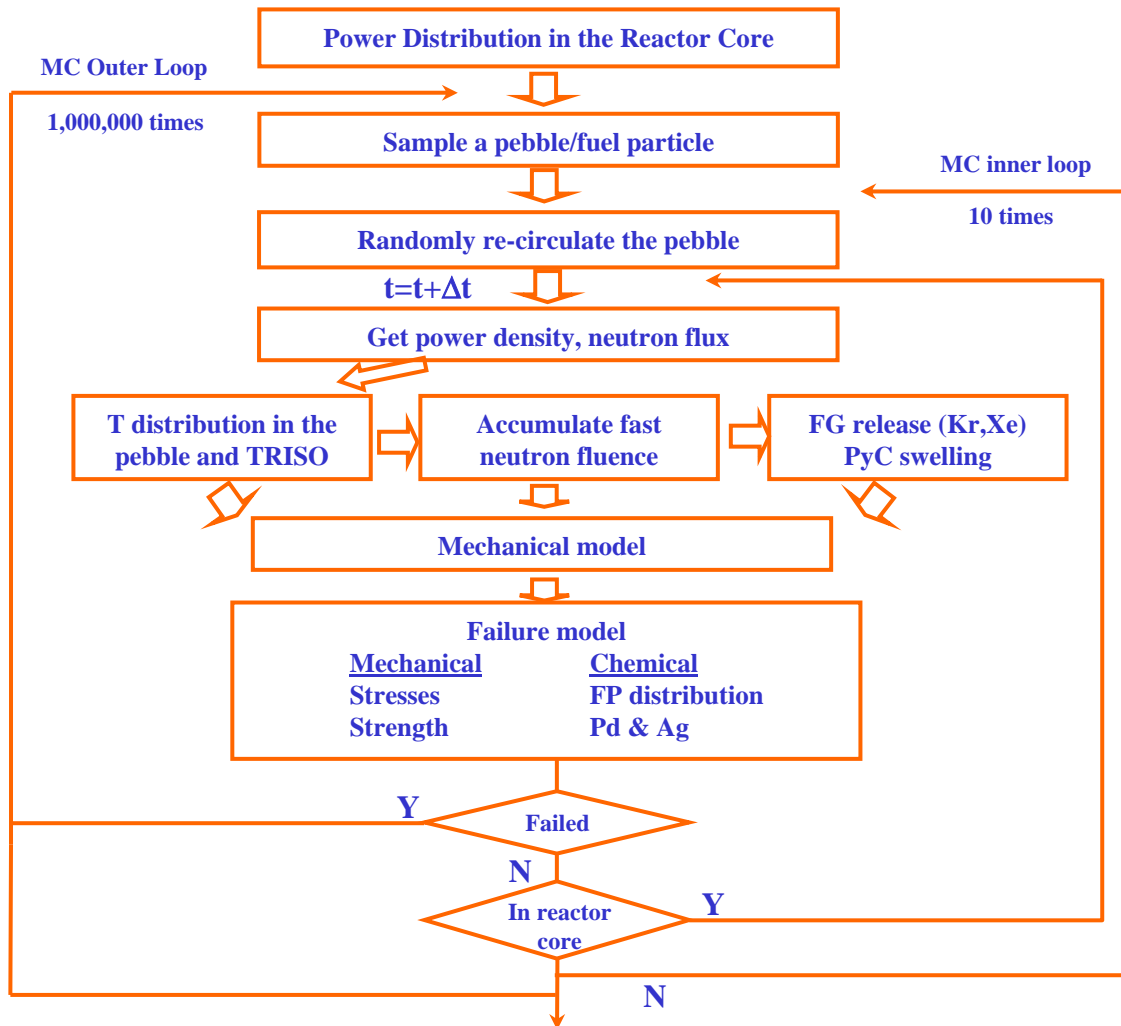 Power Distribution in the Reactor Core
MC Outer Loop
1,000,000 times
Sample a pebble/fuel particle
MC inner loop
10 times
Randomly re-circulate the pebble
t=t+Δt
Get power density, neutron flux
T distribution in the
pebble and TRISO
Accumulate fast
neutron fluence
FG release (Kr,Xe)
PyC swelling
Mechanical model
Failure model
Mechanical
Stresses
Strength
Chemical
FP distribution
Pd & Ag
Y
Failed
N
In reactor
core
Y
N